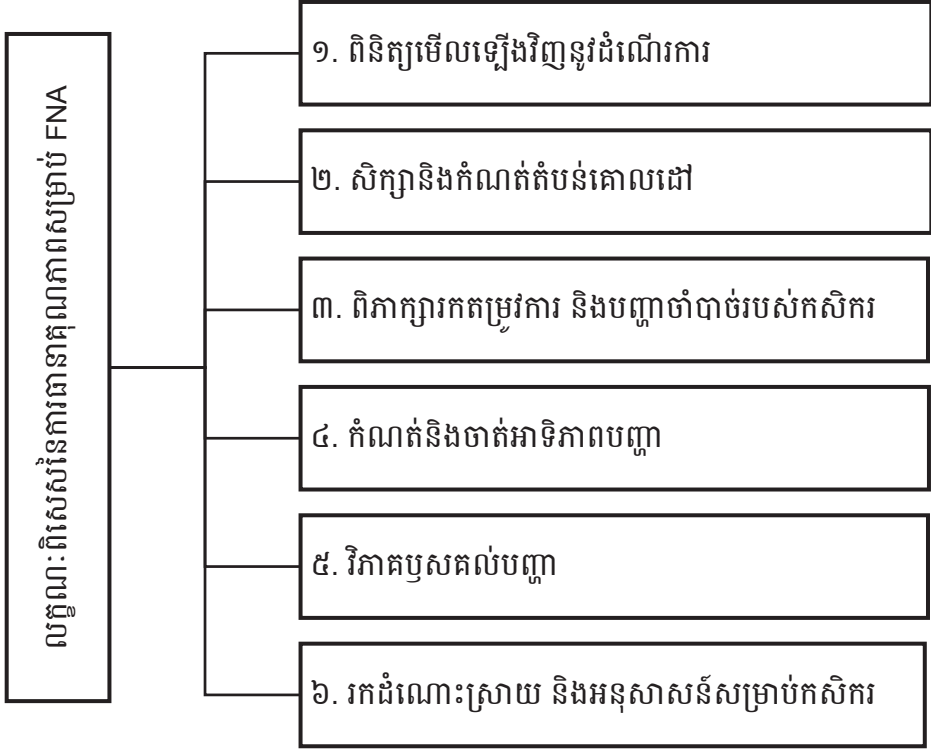 លក្ខណៈពិសេសនៃការធានាគុណភាពសម្រាប់ FNA
១. ពិនិត្យមើលឡើងវិញនូវដំណើរការ
២. សិក្សានិងកំណត់តំបន់គោលដៅ
៣. ពិភាក្សារកតម្រូវការ និងបញ្ហាចាំបាច់របស់កសិករ
៤. កំណត់និងចាត់អាទិភាពបញ្ហា
៥. វិភាគឫសគល់បញ្ហា
៦. រកដំណោះស្រាយ និងអនុសាសន៍សម្រាប់កសិករ